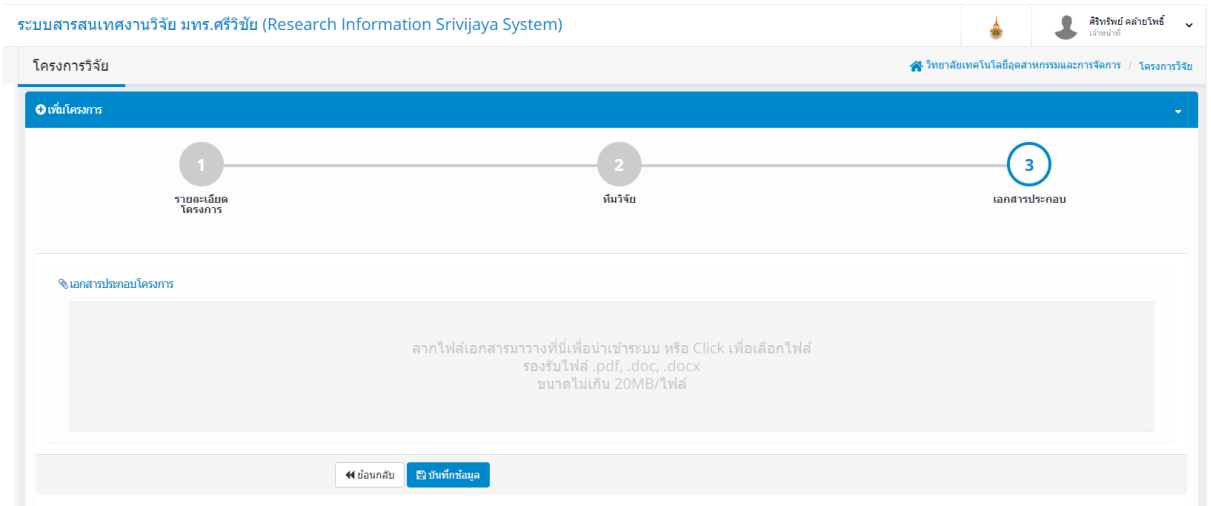 ระบบสารสนเทศงานวิจัย มทร.ศรีวิชัย (Research Information Srivijaya System)
ศิริทรัพย์ คล้ายโพธิ์
เจ้าหน้าที่
โครงการวิจัย
วิทยาลัยเทคโนโลยีอุตสาหกรรมและการจัดการ / โครงการวิจัย
เพิ่มโครงการ
1
2
3
รายละเอียด
โครงการ
ทีมวิจัย
เอกสารประกอบ
เอกสารประกอบโครงการ
ลากไฟล์เอกสารมาวางที่นี่เพื่อนำเข้าระบบ หรือ Click เพื่อเลือกไฟล์
รองรับไฟล์ .pdf, .doc, .docx
ขนาดไม่เกิน 20MB/ไฟล์
ย้อนกลับ
บันทึกข้อมูล